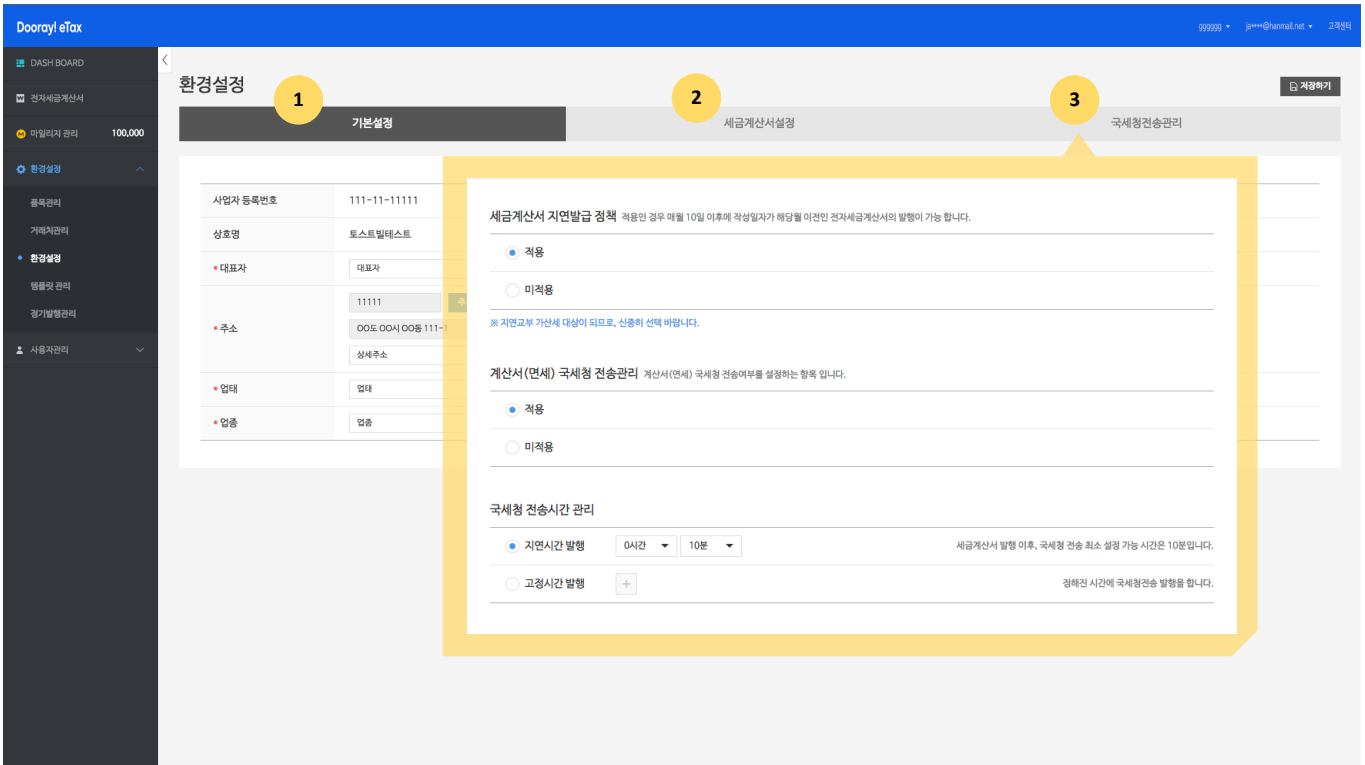 Dooray! eTax
gggggg
ja****@hanmail.net
고객센터
DASH BOARD
전자세금계산서
마일리지 관리 100,000
환경설정
품목관리
거래처관리
환경설정
템플릿 관리
정기발행관리
사용자관리
환경설정
저장하기
1
2
3
기본설정
세금계산서설정
국세청전송관리
사업자 등록번호 111-11-11111
상호명 토스트빌테스트
대표자 대표자
11111
주소 OO도 OO시 OO동 111-1
상세주소
업태 업태
업종 업종
세금계산서 지연발급 정책 적용인 경우 매월 10일 이후에 작성일자가 해당월 이전인 전자세금계산서의 발행이 가능 합니다.
적용
미적용
※ 지연교부 가산세 대상이 되므로, 신중히 선택 바랍니다.
계산서(면세) 국세청 전송관리 계산서(면세) 국세청 전송여부를 설정하는 항목 입니다.
적용
미적용
국세청 전송시간 관리
지연시간 발행 0시간 10분 세금계산서 발행 이후, 국세청 전송 최소 설정 가능 시간은 10분입니다.
고정시간 발행 + 정해진 시간에 국세청전송 발행을 합니다.